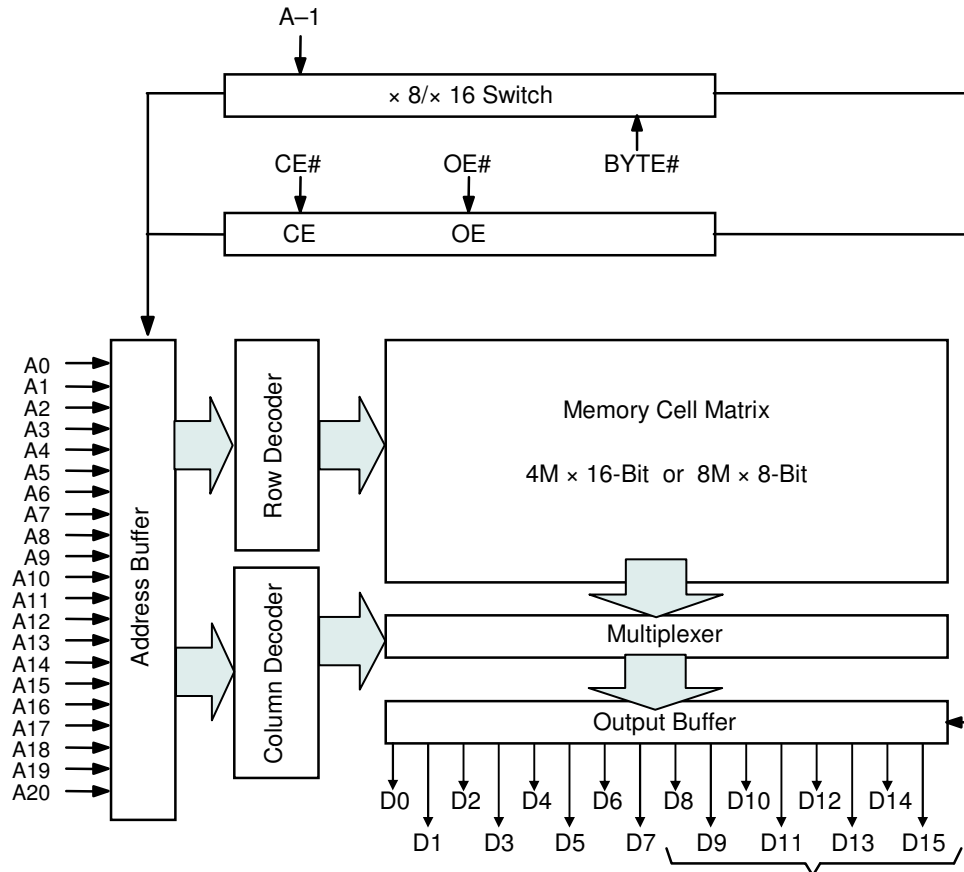 A–1
× 8/× 16 Switch
CE#
OE#
BYTE#
CE
OE
A0
A1
A2
A3
A4
A5
A6
A7
A8
A9
A10
A11
A12
A13
A14
A15
A16
A17
A18
A19
A20
Address Buffer
Row Decoder
Column Decoder
Memory Cell Matrix
4M × 16-Bit or 8M × 8-Bit
Multiplexer
Output Buffer
D0 D2 D4 D6 D8 D10 D12 D14
D1 D3 D5 D7 D9 D11 D13 D15